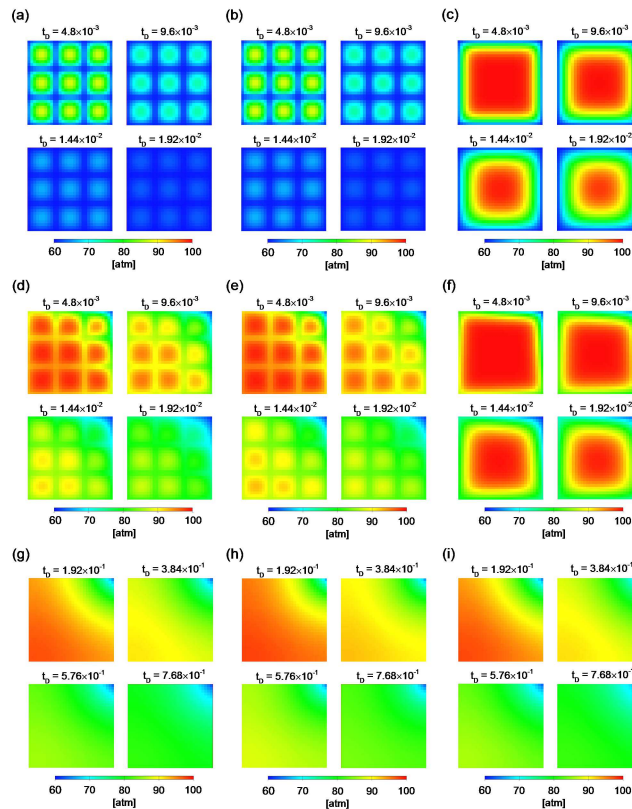 (a) (b) (c)
t_D = 4.8×10⁻³ t_D = 9.6×10⁻³ t_D = 4.8×10⁻³ t_D = 9.6×10⁻³ t_D = 4.8×10⁻³ t_D = 9.6×10⁻³
t_D = 1.44×10⁻² t_D = 1.92×10⁻² t_D = 1.44×10⁻² t_D = 1.92×10⁻² t_D = 1.44×10⁻² t_D = 1.92×10⁻²
60 70 80 90 100 60 70 80 90 100 60 70 80 90 100
[atm] [atm] [atm]
(d) (e) (f)
t_D = 4.8×10⁻³ t_D = 9.6×10⁻³ t_D = 4.8×10⁻³ t_D = 9.6×10⁻³ t_D = 4.8×10⁻³ t_D = 9.6×10⁻³
t_D = 1.44×10⁻² t_D = 1.92×10⁻² t_D = 1.44×10⁻² t_D = 1.92×10⁻² t_D = 1.44×10⁻² t_D = 1.92×10⁻²
60 70 80 90 100 60 70 80 90 100 60 70 80 90 100
[atm] [atm] [atm]
(g) (h) (i)
t_D = 1.92×10⁻¹ t_D = 3.84×10⁻¹ t_D = 1.92×10⁻¹ t_D = 3.84×10⁻¹ t_D = 1.92×10⁻¹ t_D = 3.84×10⁻¹
t_D = 5.76×10⁻¹ t_D = 7.68×10⁻¹ t_D = 5.76×10⁻¹ t_D = 7.68×10⁻¹ t_D = 5.76×10⁻¹ t_D = 7.68×10⁻¹
60 70 80 90 100 60 70 80 90 100 60 70 80 90 100
[atm] [atm] [atm]